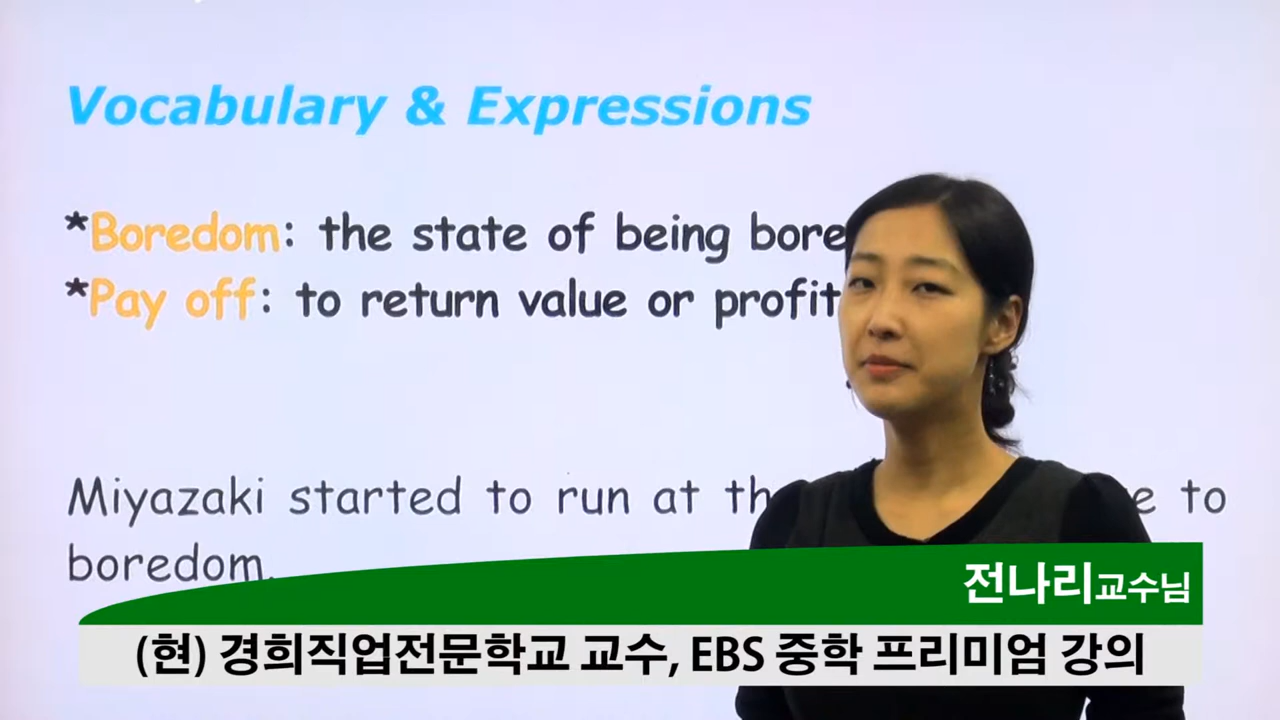 Vocabulary & Expressions
*Boredom: the state of being bore
*Pay off: to return value or profit
Miyazaki started to run at th e to
boredom.
전나리교수님
(현) 경희직업전문학교 교수, EBS 중학 프리미엄 강의